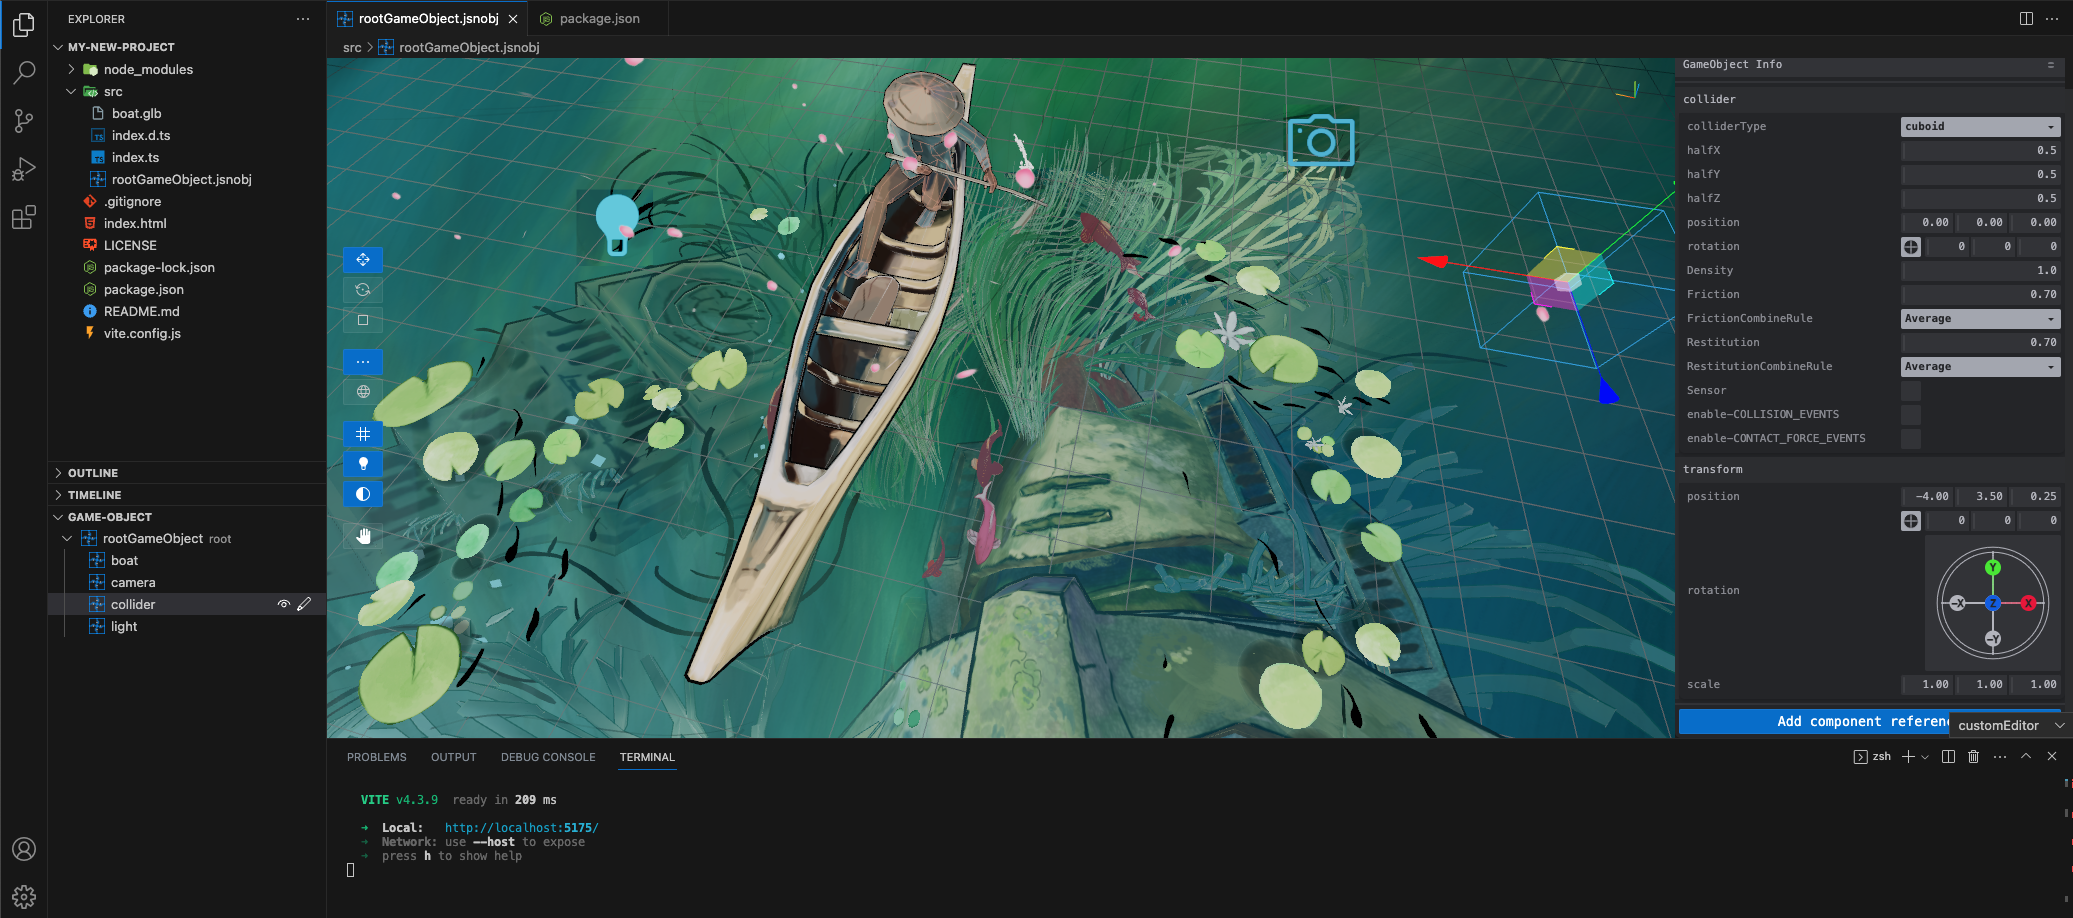 EXPLORER
MY-NEW-PROJECT
node_modules
src
boat.glb
index.d.ts
index.ts
rootGameObject.jsnobj
.gitignore
index.html
LICENSE
package-lock.json
package.json
README.md
vite.config.js
OUTLINE
TIMELINE
GAME-OBJECT
rootGameObject root
boat
camera
collider
light
rootGameObject.jsnobj
package.json
src > rootGameObject.jsnobj
GameObject Info
collider
colliderType cuboid
halfX 0.5
halfY 0.5
halfZ 0.5
position 0.00 0.00 0.00
rotation 0 0 0
Density 1.0
Friction 0.70
FrictionCombineRule Average
Restitution 0.70
RestitutionCombineRule Average
Sensor
enable-COLLISION_EVENTS
enable-CONTACT_FORCE_EVENTS
transform
position -4.00 3.50 0.25
0 0 0
rotation
Y
-X Z X
-Y
scale 1.00 1.00 1.00
Add component referen
customEditor
PROBLEMS OUTPUT DEBUG CONSOLE TERMINAL
zsh
VITE v4.3.9 ready in 209 ms
➜ Local: http://localhost:5175/
➜ Network: use --host to expose
➜ press h to show help